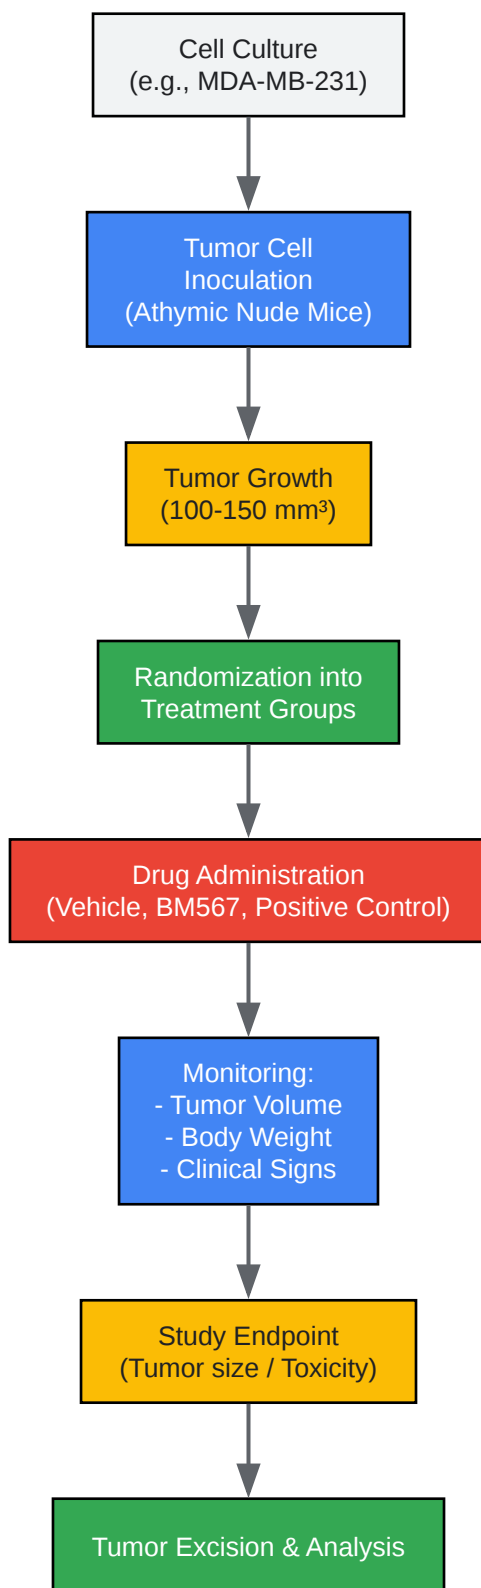 Cell Culture
(e.g., MDA-MB-231)
Tumor Cell
Inoculation
(Athymic Nude Mice)
Tumor Growth
(100-150 mm³)
Randomization into
Treatment Groups
Drug Administration
(Vehicle, BM567, Positive Control)
Monitoring:
- Tumor Volume
- Body Weight
- Clinical Signs
Study Endpoint
(Tumor size / Toxicity)
Tumor Excision & Analysis